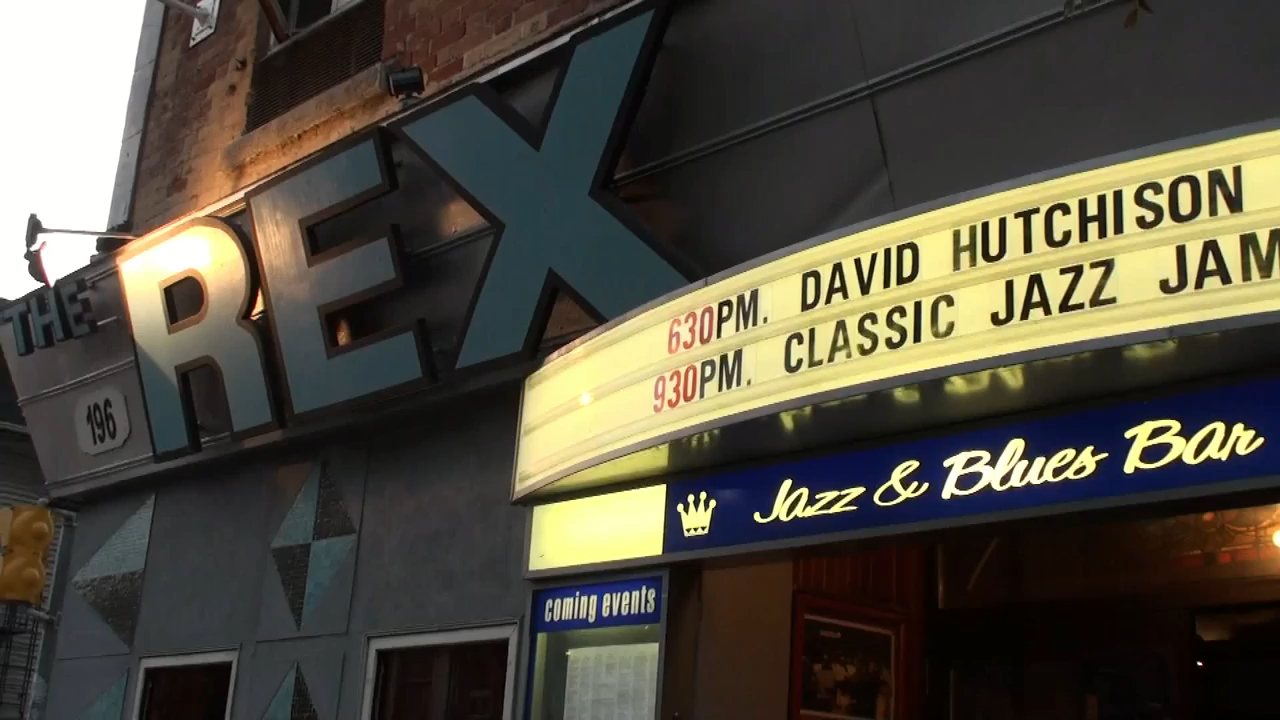 THE REX
196
630PM. DAVID HUTCHISON
930PM. CLASSIC JAZZ JAM
Jazz & Blues Bar
coming events